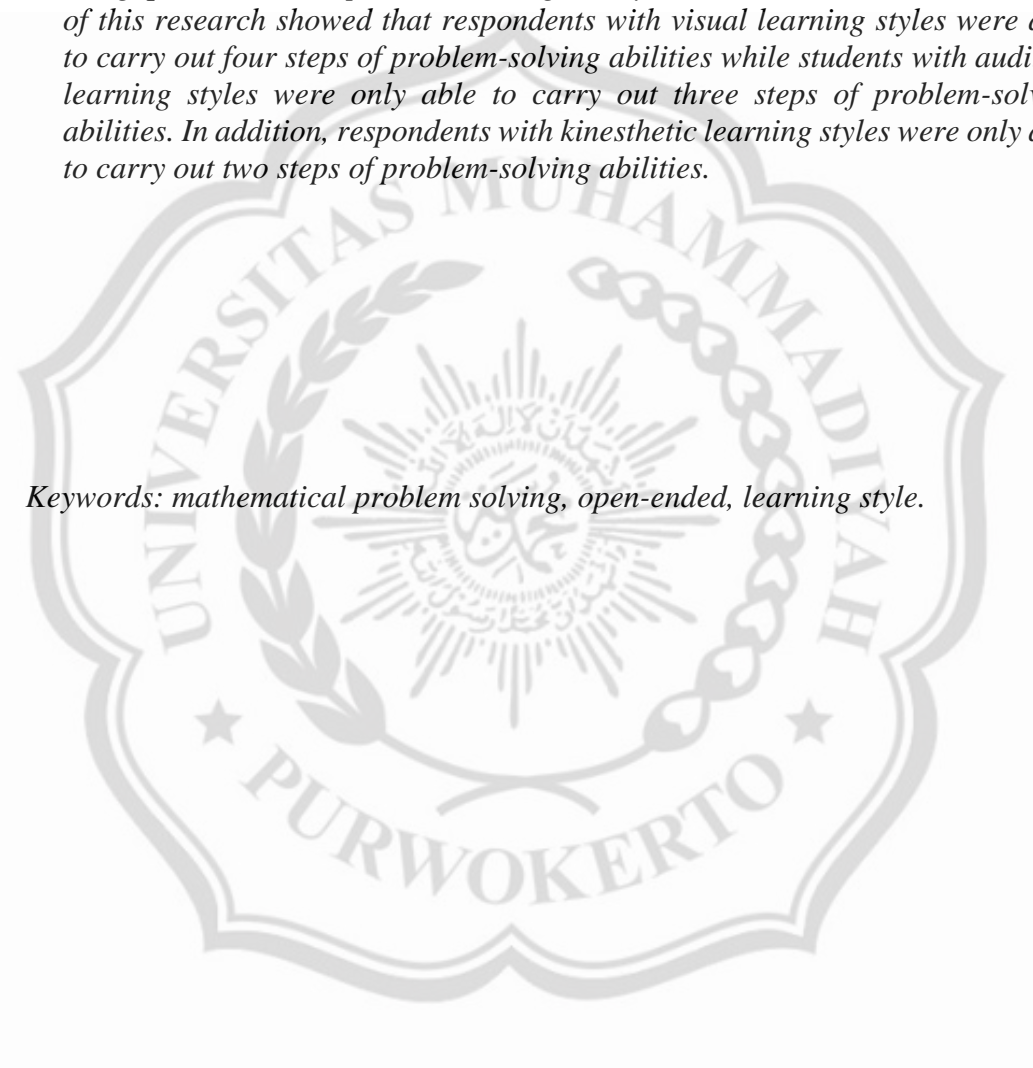 of this research showed that respondents with visual learning styles were a
to carry out four steps of problem-solving abilities while students with audi
learning styles were only able to carry out three steps of problem-solv
abilities. In addition, respondents with kinesthetic learning styles were only a
to carry out two steps of problem-solving abilities.
UNIVERSITAS MUHAMMADIYAH
Keywords: mathematical problem solving, open-ended, learning style.
PURWOKERTO